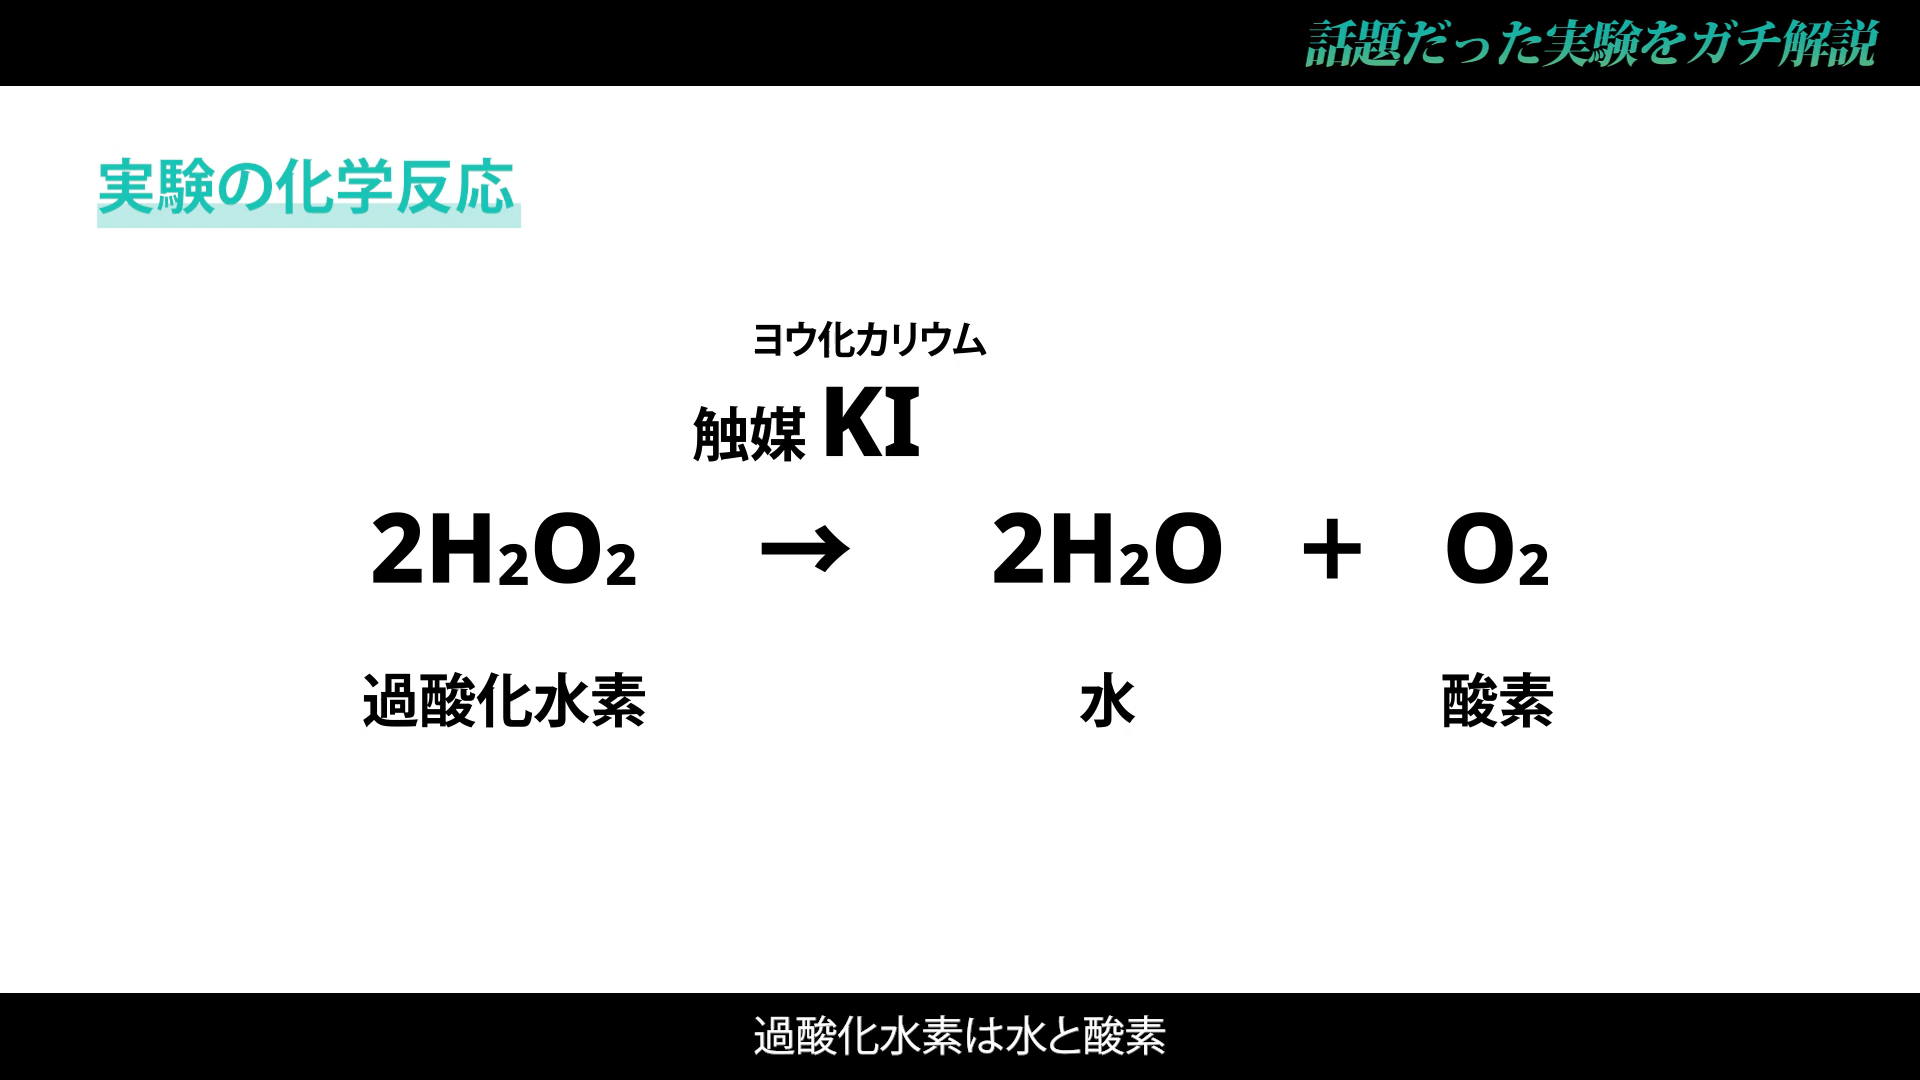 話題だった実験をガチ解説
実験の化学反応
ヨウ化カリウム
触媒 KI
2H₂O₂ → 2H₂O + O₂
過酸化水素 水 酸素
過酸化水素は水と酸素